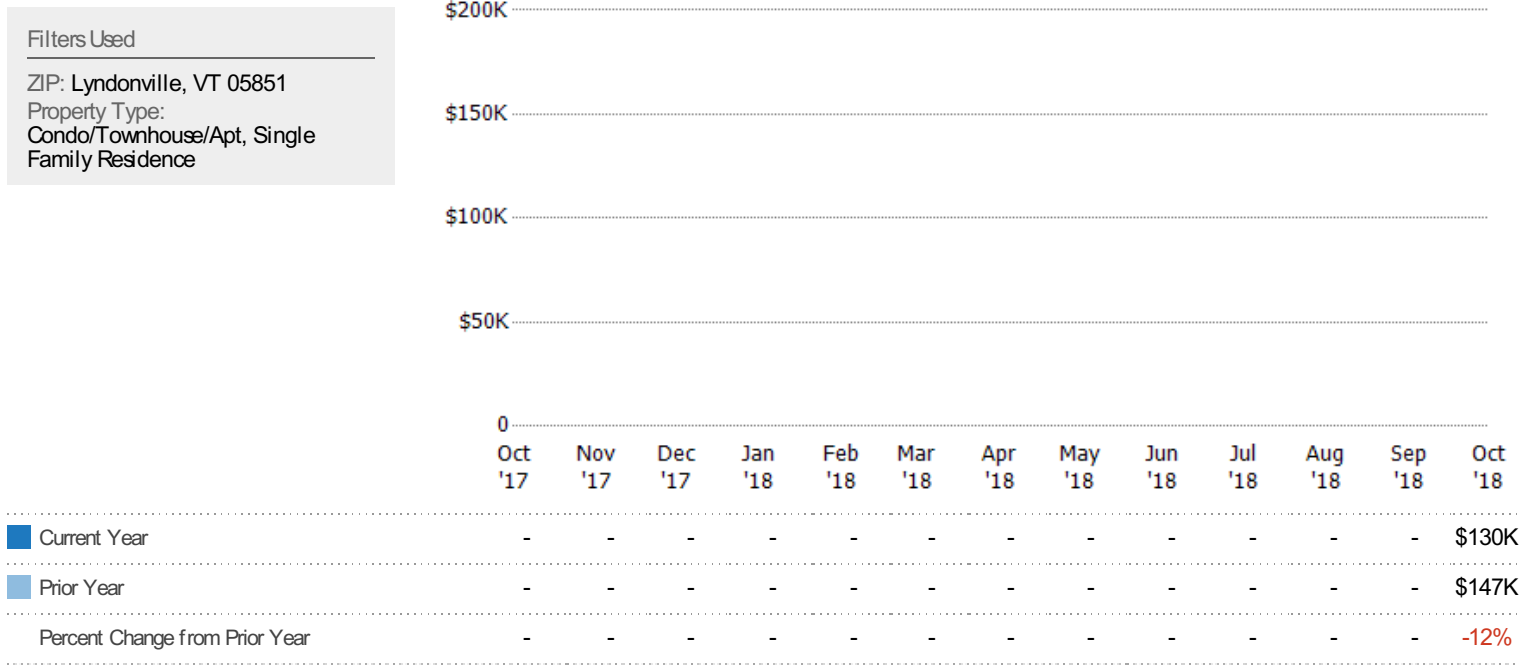 Filters Used
ZIP: Lyndonville, VT 05851
Property Type:
Condo/Townhouse/Apt, Single
Family Residence
$200K
$150K
$100K
$50K
0
Oct '17 Nov '17 Dec '17 Jan '18 Feb '18 Mar '18 Apr '18 May '18 Jun '18 Jul '18 Aug '18 Sep '18 Oct '18
Current Year - - - - - - - - - - - - $130K
Prior Year - - - - - - - - - - - - $147K
Percent Change from Prior Year - - - - - - - - - - - - -12%